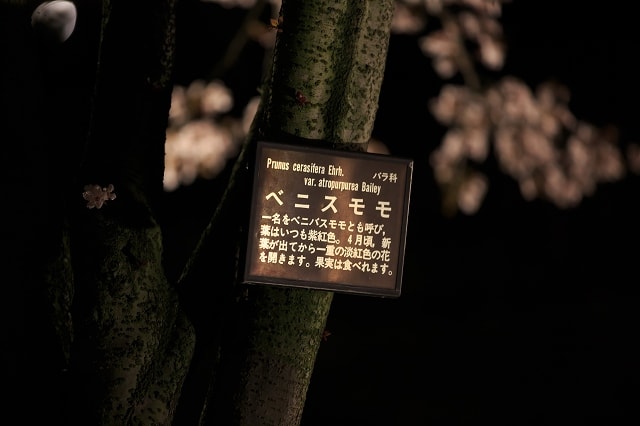 Prunus cerasifera Ehrh. バラ科
var. atropurpurea Bailey
ベニスモモ
一名をベニバスモモとも呼び,
葉はいつも紫紅色。4月頃,新
葉が出てから一重の淡紅色の花
を開きます。果実は食べれます。